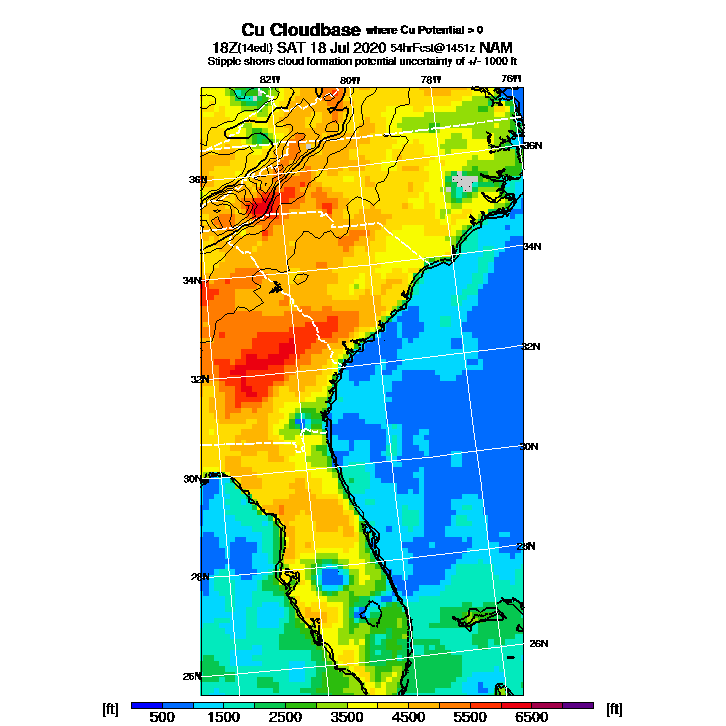 Cu Cloudbase where Cu Potential > 0
18Z(14edt) SAT 18 Jul 2020 54hrFcst@1451z NAM
Stipple shows cloud formation potential uncertainty of +/- 1000 ft
82W 80W 78W 76W
36N
36N
34N
34N
32N
32N
30N
30N
28N
28N
26N
26N
[ft] 500 1500 2500 3500 4500 5500 6500 [ft]